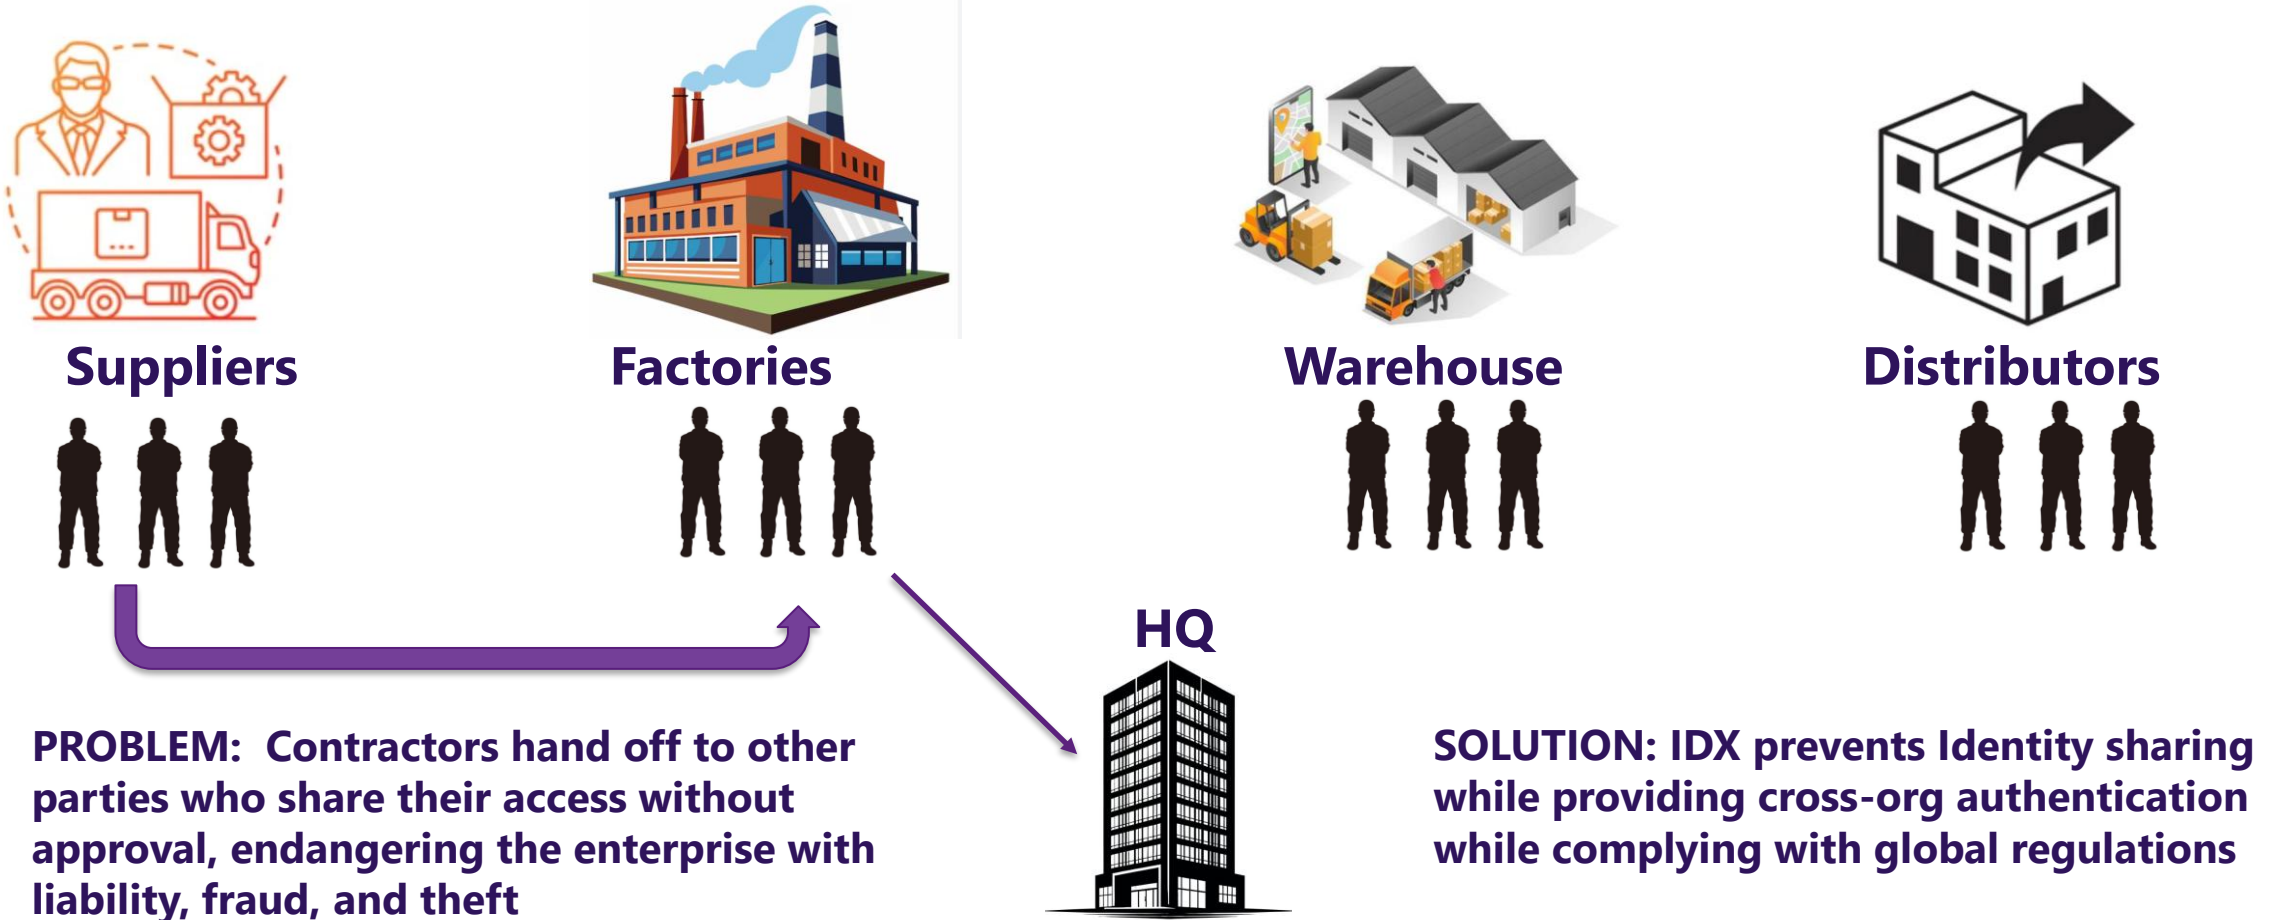 Suppliers
Factories
Warehouse
Distributors
HQ
PROBLEM:  Contractors hand off to other
parties who share their access without
approval, endangering the enterprise with
liability, fraud, and theft
SOLUTION: IDX prevents Identity sharing
while providing cross-org authentication
while complying with global regulations